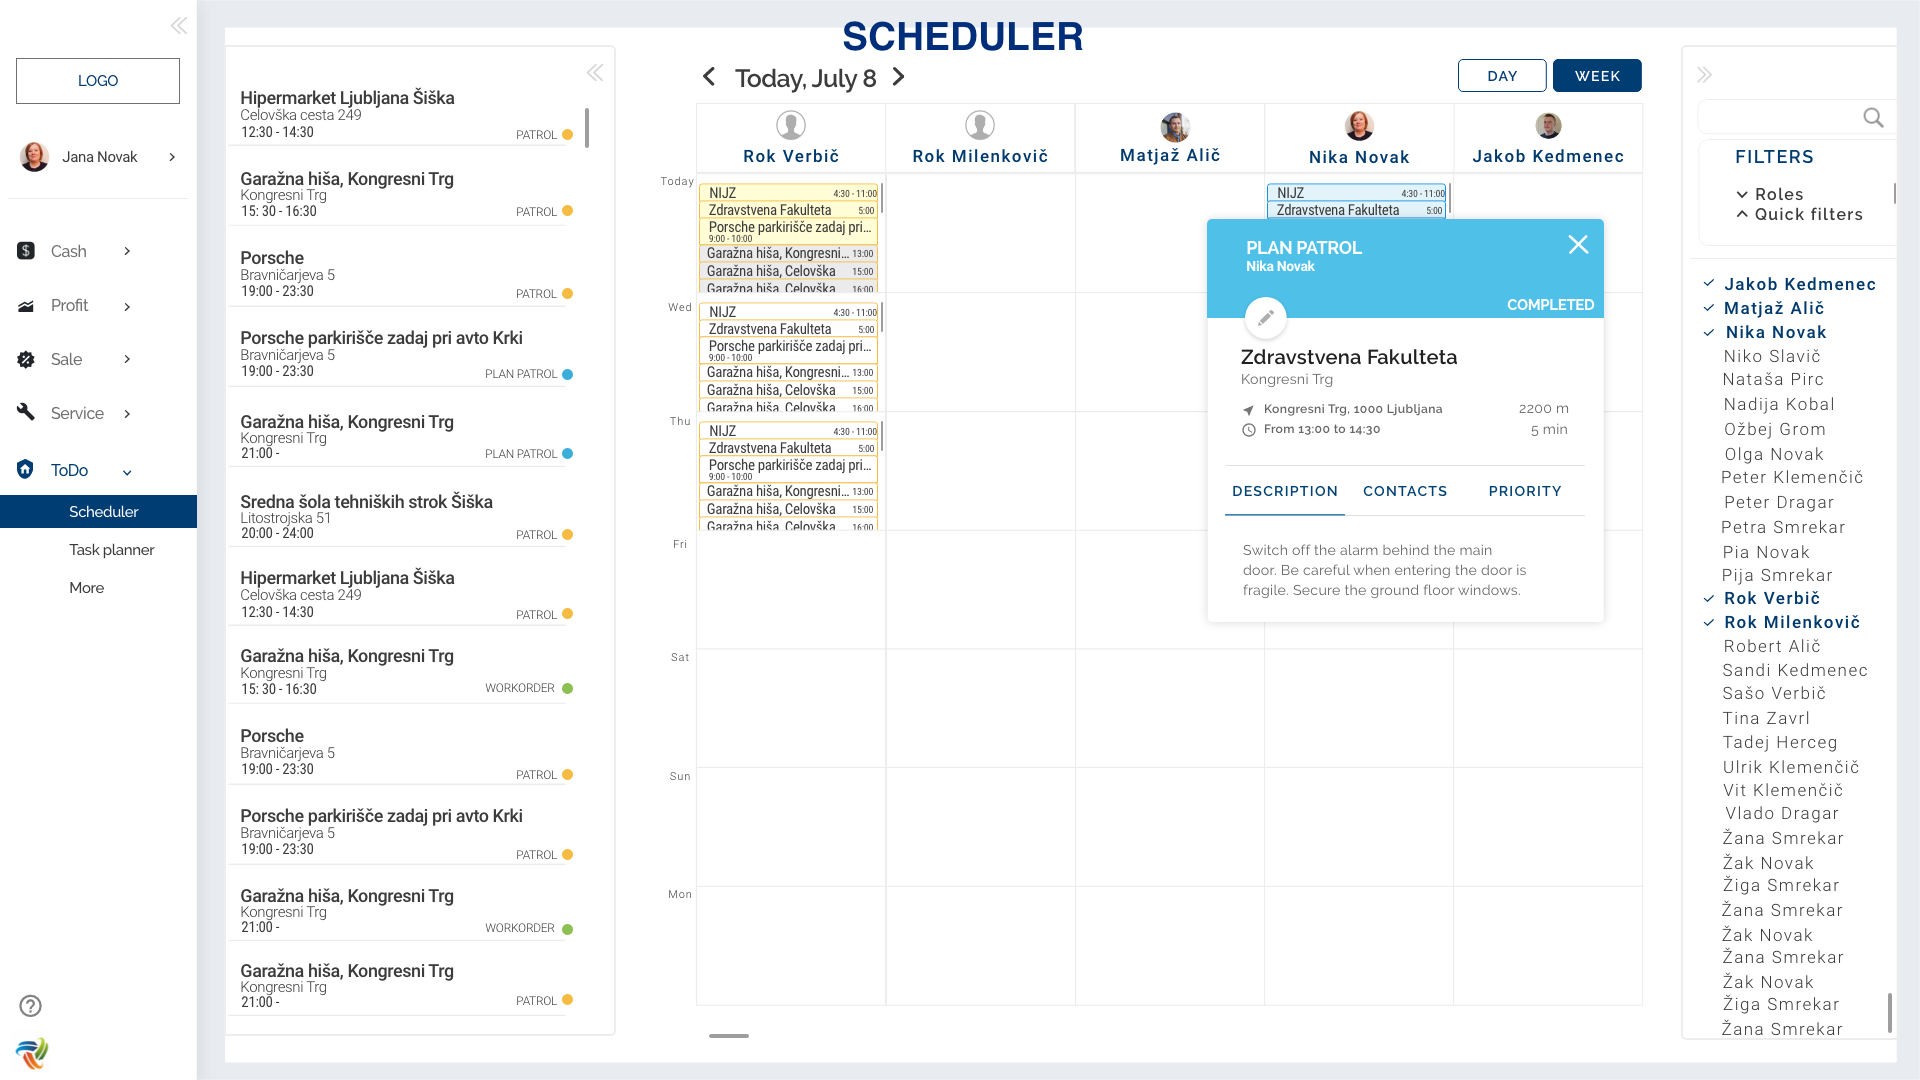 LOGO
Jana Novak
Cash
Profit
Sale
Service
ToDo
Scheduler
Task planner
More
SCHEDULER
Hipermarket Ljubljana Šiška
Celovška cesta 249
12:30 - 14:30
PATROL
Garažna hiša, Kongresni Trg
Kongresni Trg
15: 30 - 16:30
PATROL
Porsche
Bravničarjeva 5
19:00 - 23:30
PATROL
Porsche parkirišče zadaj pri avto Krki
Bravničarjeva 5
19:00 - 23:30
PLAN PATROL
Garažna hiša, Kongresni Trg
Kongresni Trg
21:00 -
PLAN PATROL
Sredna šola tehniških strok Šiška
Litostrojska 51
20:00 - 24:00
PATROL
Hipermarket Ljubljana Šiška
Celovška cesta 249
12:30 - 14:30
PATROL
Garažna hiša, Kongresni Trg
Kongresni Trg
15: 30 - 16:30
WORKORDER
Porsche
Bravničarjeva 5
19:00 - 23:30
PATROL
Porsche parkirišče zadaj pri avto Krki
Bravničarjeva 5
19:00 - 23:30
PATROL
Garažna hiša, Kongresni Trg
Kongresni Trg
21:00 -
WORKORDER
Garažna hiša, Kongresni Trg
Kongresni Trg
21:00 -
PATROL
Today, July 8
DAY
WEEK
Rok Verbič
Rok Milenkovič
Matjaž Alič
Nika Novak
Jakob Kedmenec
Today
NIJZ 4:30 - 11:00
Zdravstvena Fakulteta 5:00
Porsche parkirišče zadaj pri...
9:00 - 10:00
Garažna hiša, Kongresni... 13:00
Garažna hiša, Celovška 15:00
Garažna hiša, Celovška 16:00
NIJZ 4:30 - 11:00
Zdravstvena Fakulteta 5:00
Wed
NIJZ 4:30 - 11:00
Zdravstvena Fakulteta 5:00
Porsche parkirišče zadaj pri...
9:00 - 10:00
Garažna hiša, Kongresni... 13:00
Garažna hiša, Celovška 15:00
Garažna hiša, Celovška 16:00
Thu
NIJZ 4:30 - 11:00
Zdravstvena Fakulteta 5:00
Porsche parkirišče zadaj pri...
9:00 - 10:00
Garažna hiša, Kongresni... 13:00
Garažna hiša, Celovška 15:00
Garažna hiša, Celovška 16:00
Fri
Sat
Sun
Mon
PLAN PATROL
Nika Novak
COMPLETED
Zdravstvena Fakulteta
Kongresni Trg
Kongresni Trg, 1000 Ljubljana 2200 m
From 13:00 to 14:30 5 min
DESCRIPTION CONTACTS PRIORITY
Switch off the alarm behind the main
door. Be careful when entering the door is
fragile. Secure the ground floor windows.
FILTERS
Roles
Quick filters
Jakob Kedmenec
Matjaž Alič
Nika Novak
Niko Slavič
Nataša Pirc
Nadija Kobal
Ožbej Grom
Olga Novak
Peter Klemenčič
Peter Dragar
Petra Smrekar
Pia Novak
Pija Smrekar
Rok Verbič
Rok Milenkovič
Robert Alič
Sandi Kedmenec
Sašo Verbič
Tina Zavrl
Tadej Herceg
Ulrik Klemenčič
Vit Klemenčič
Vlado Dragar
Žana Smrekar
Žak Novak
Žiga Smrekar
Žana Smrekar
Žak Novak
Žana Smrekar
Žak Novak
Žiga Smrekar
Žana Smrekar